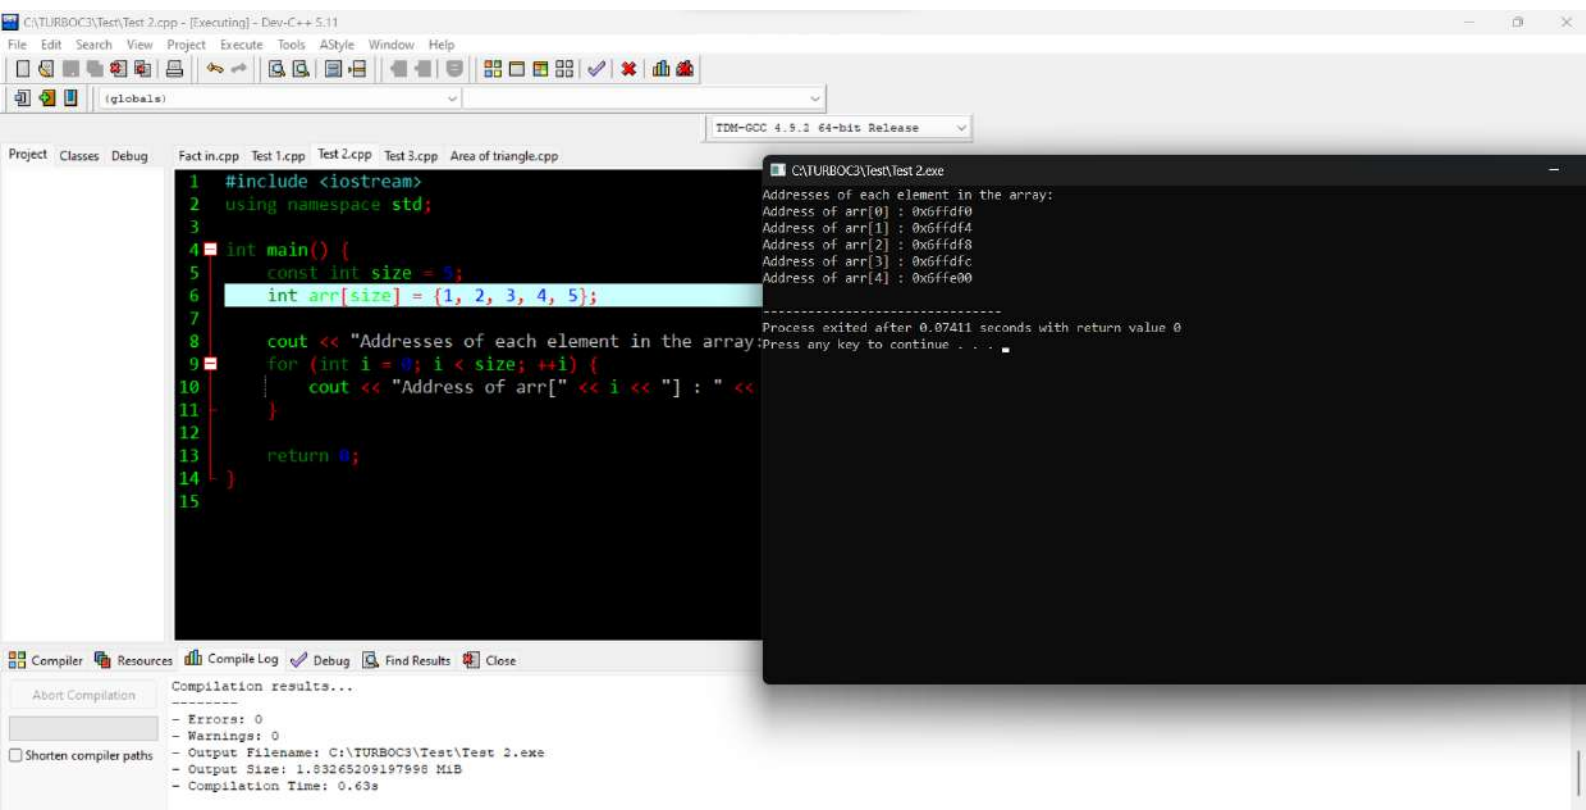 C:\TURBOC3\Test\Test 2.cpp - [Executing] - Dev-C++ 5.11
File Edit Search View Project Execute Tools AStyle Window Help
(globals)
TDM-GCC 4.9.2 64-bit Release
Project Classes Debug
Fact in.cpp Test 1.cpp Test 2.cpp Test 3.cpp Area of triangle.cpp
1 #include <iostream>
2 using namespace std;
3
4 int main() {
5 const int size = 5;
6 int arr[size] = {1, 2, 3, 4, 5};
7
8 cout << "Addresses of each element in the array:
9 for (int i = 0; i < size; ++i) {
10 cout << "Address of arr[" << i << "] : " <<
11 }
12
13 return 0;
14 }
15
C:\TURBOC3\Test\Test 2.exe
Addresses of each element in the array:
Address of arr[0] : 0x6ffdf0
Address of arr[1] : 0x6ffdf4
Address of arr[2] : 0x6ffdf8
Address of arr[3] : 0x6ffdfc
Address of arr[4] : 0x6ffe00
--------------------------------
Process exited after 0.07411 seconds with return value 0
Press any key to continue . . .
Compiler Resources Compile Log Debug Find Results Close
Abort Compilation
Shorten compiler paths
Compilation results...
--------
- Errors: 0
- Warnings: 0
- Output Filename: C:\TURBOC3\Test\Test 2.exe
- Output Size: 1.83265209197998 MiB
- Compilation Time: 0.63s